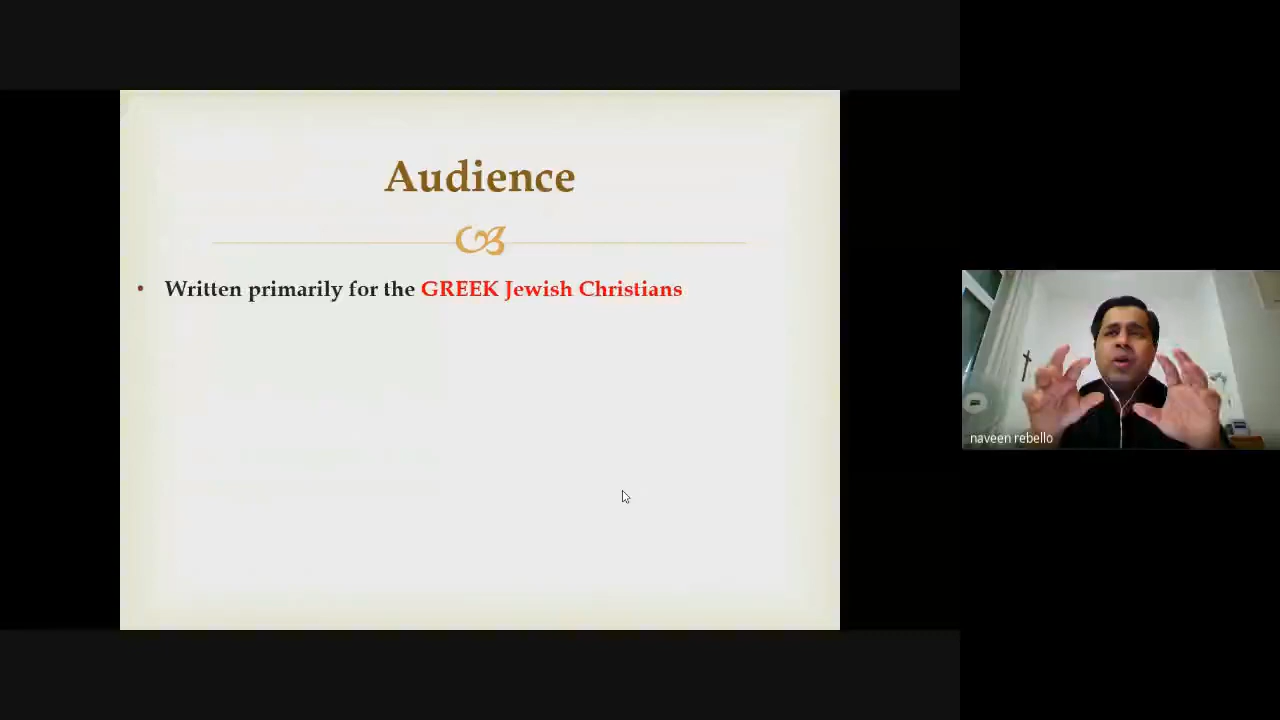 Audience
• Written primarily for the GREEK Jewish Christians
naveen rebello